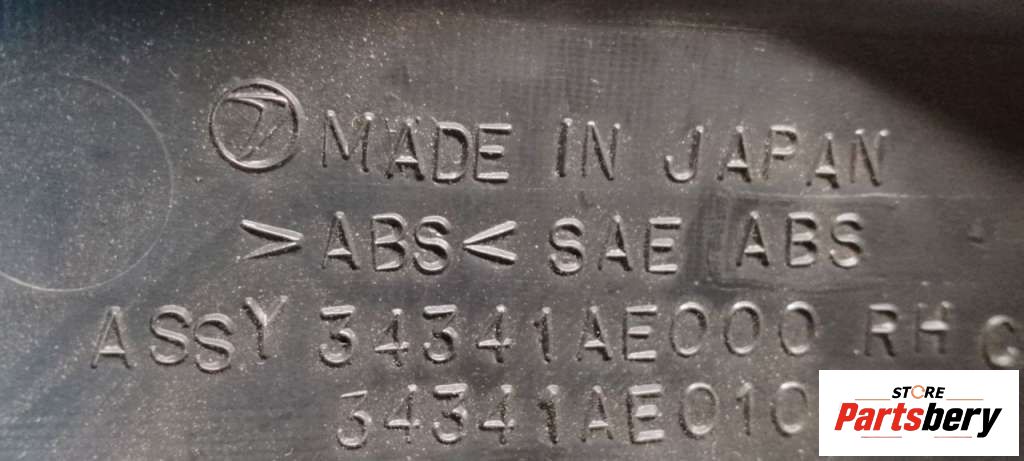 MADE IN JAPAN
>ABS< SAE ABS
ASSY 34341AE000 RH
34341AE010
STORE
Partsbery